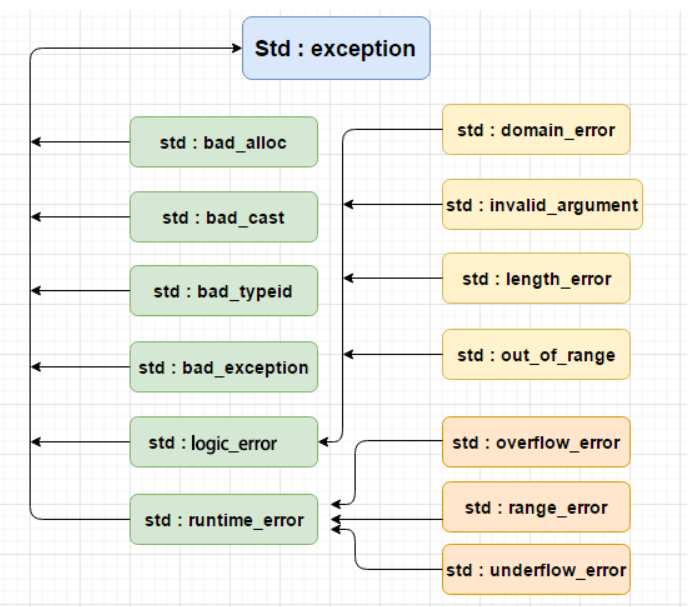 Std : exception
std : bad_alloc
std : domain_error
std : bad_cast
std : invalid_argument
std : bad_typeid
std : length_error
std : bad_exception
std : out_of_range
std : logic_error
std : overflow_error
std : runtime_error
std : range_error
std : underflow_error